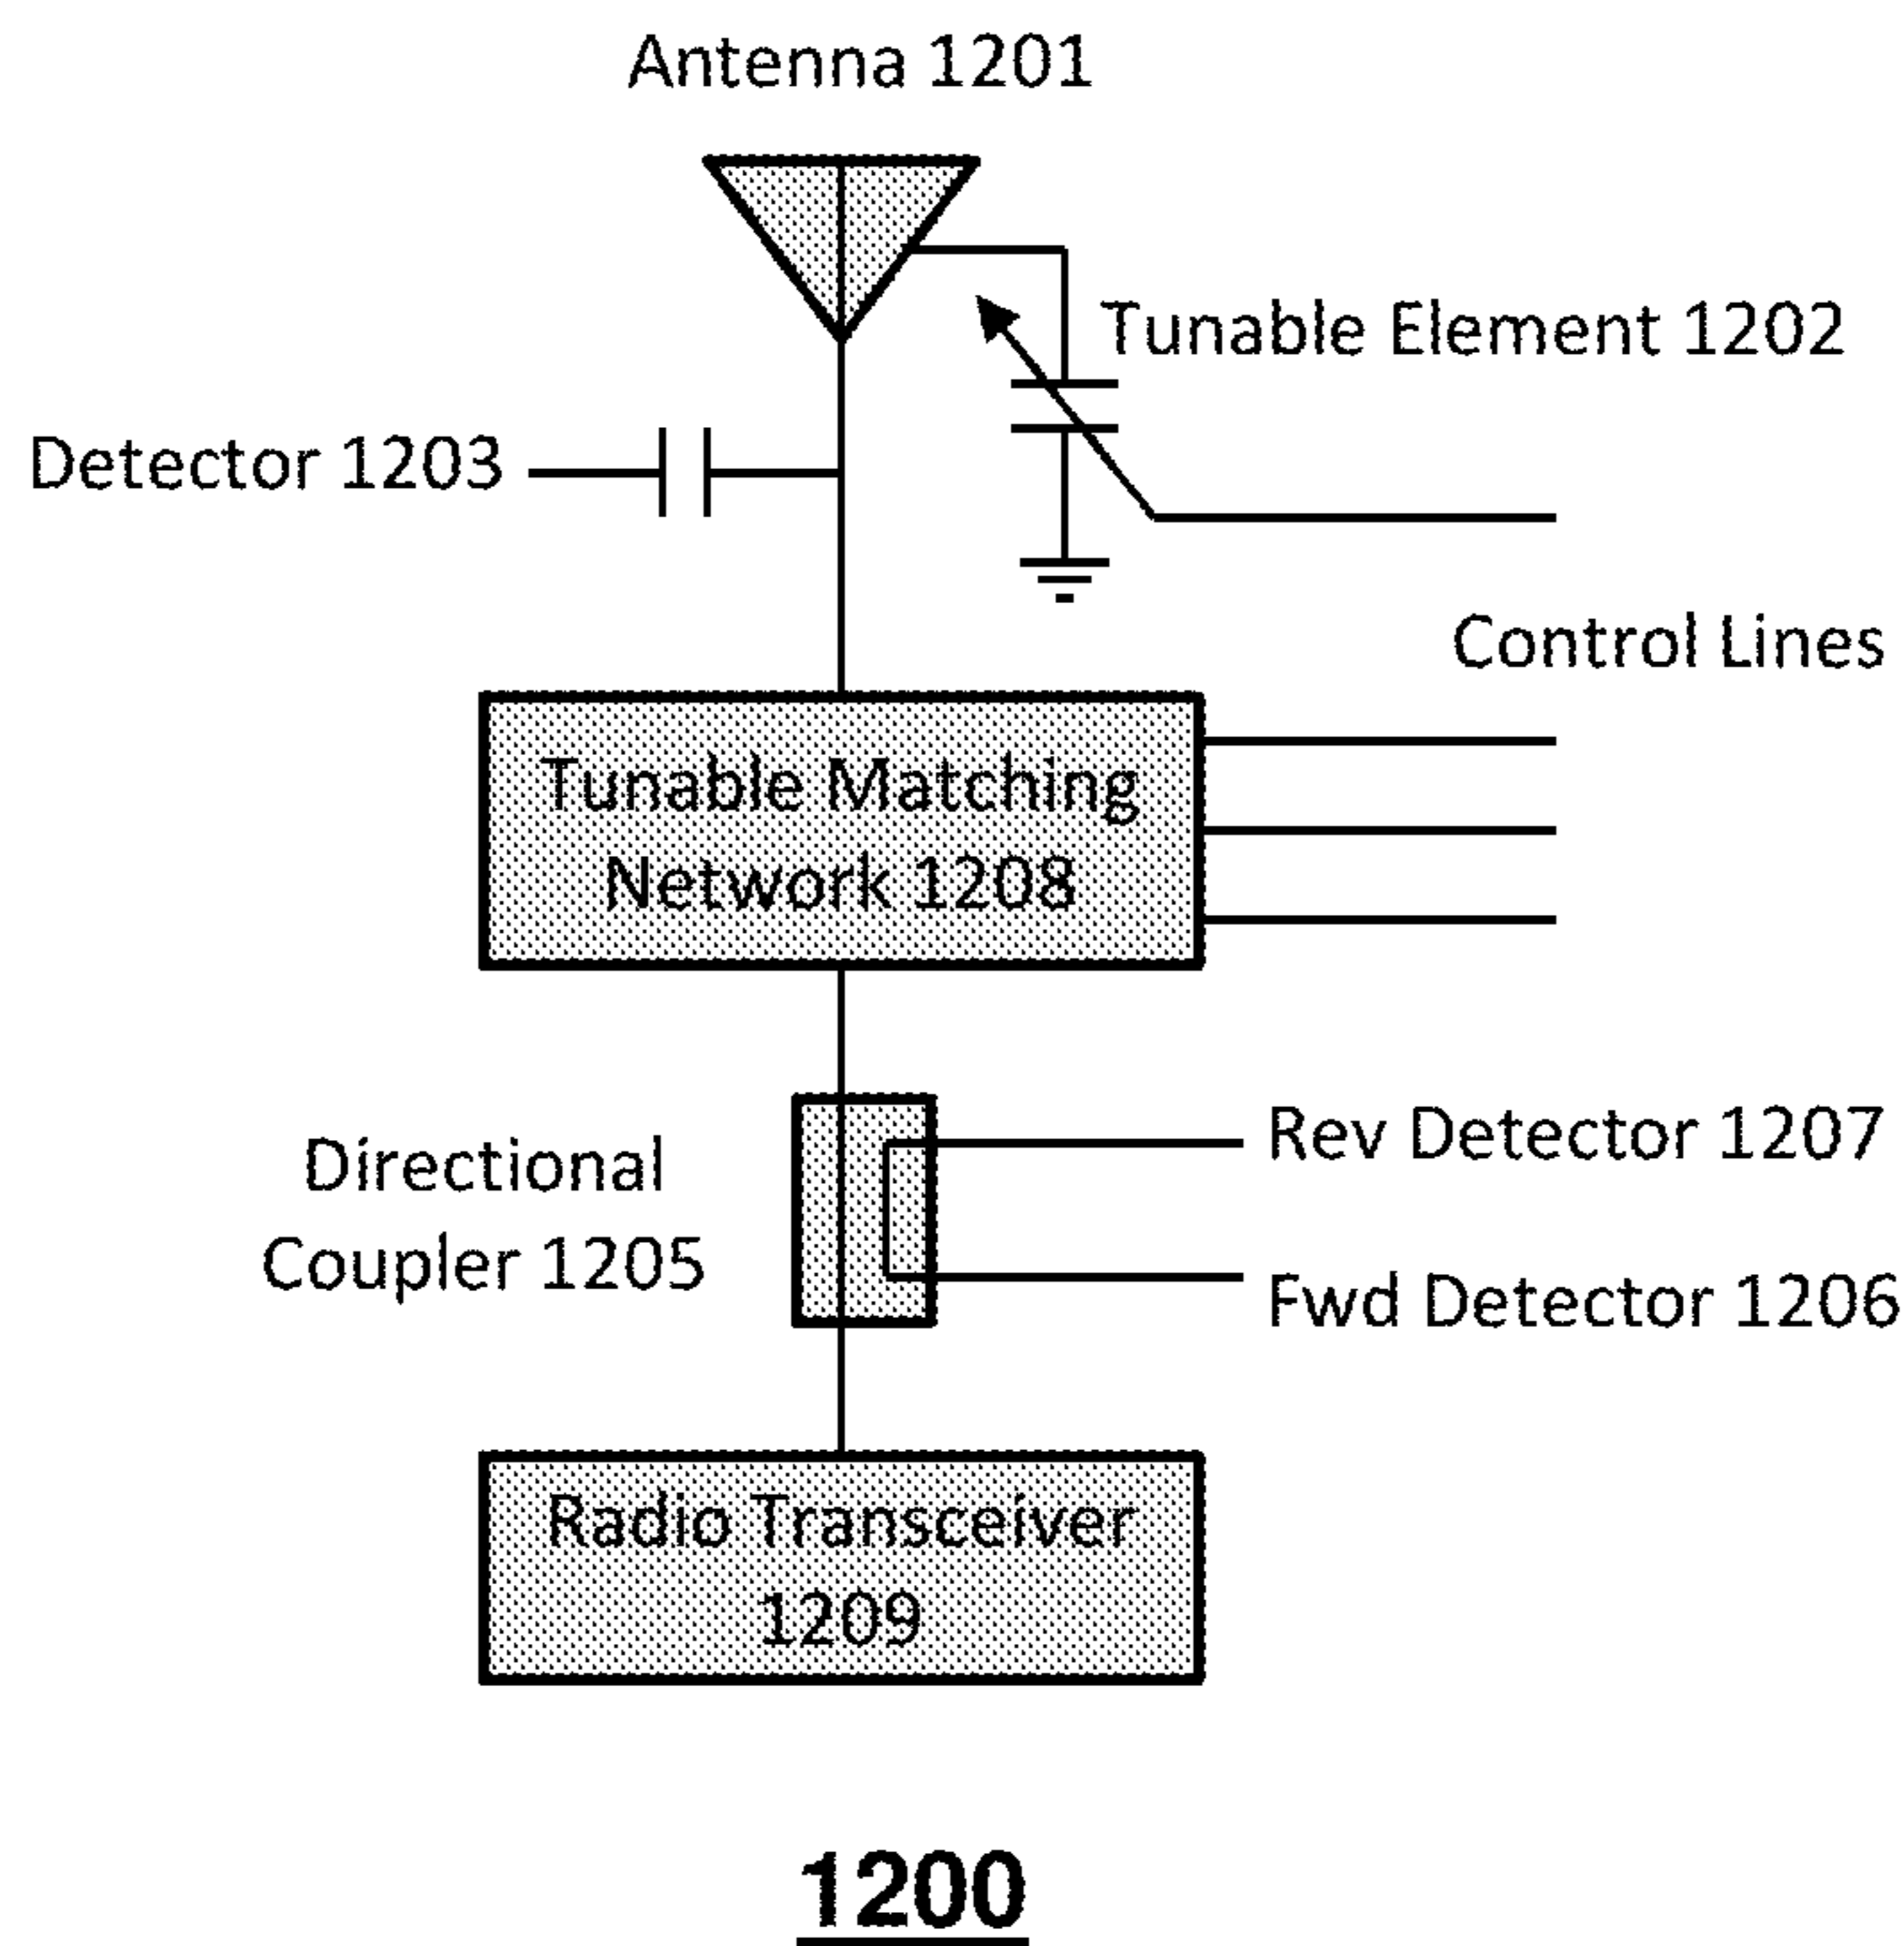 Antenna 1201
Tunable Element 1202
Detector 1203
Control Lines
Tunable Matching
Network 1208
Rev Detector 1207
Directional
Coupler 1205
Fwd Detector 1206
Radio Transceiver
1209
1200